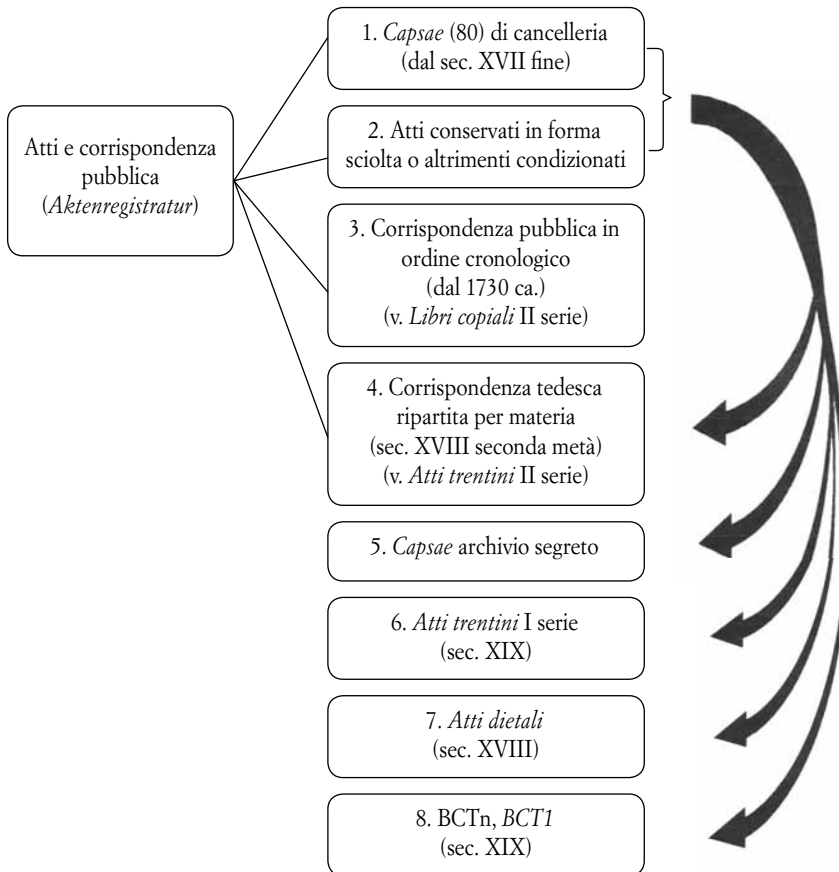 1. Capsae (80) di cancelleria
(dal sec. XVII fine)
Atti e corrispondenza
pubblica
(Aktenregistratur)
2. Atti conservati in forma
sciolta o altrimenti condizionati
3. Corrispondenza pubblica in
ordine cronologico
(dal 1730 ca.)
(v. Libri copiali II serie)
4. Corrispondenza tedesca
ripartita per materia
(sec. XVIII seconda metà)
(v. Atti trentini II serie)
5. Capsae archivio segreto
6. Atti trentini I serie
(sec. XIX)
7. Atti dietali
(sec. XVIII)
8. BCTn, BCT1
(sec. XIX)